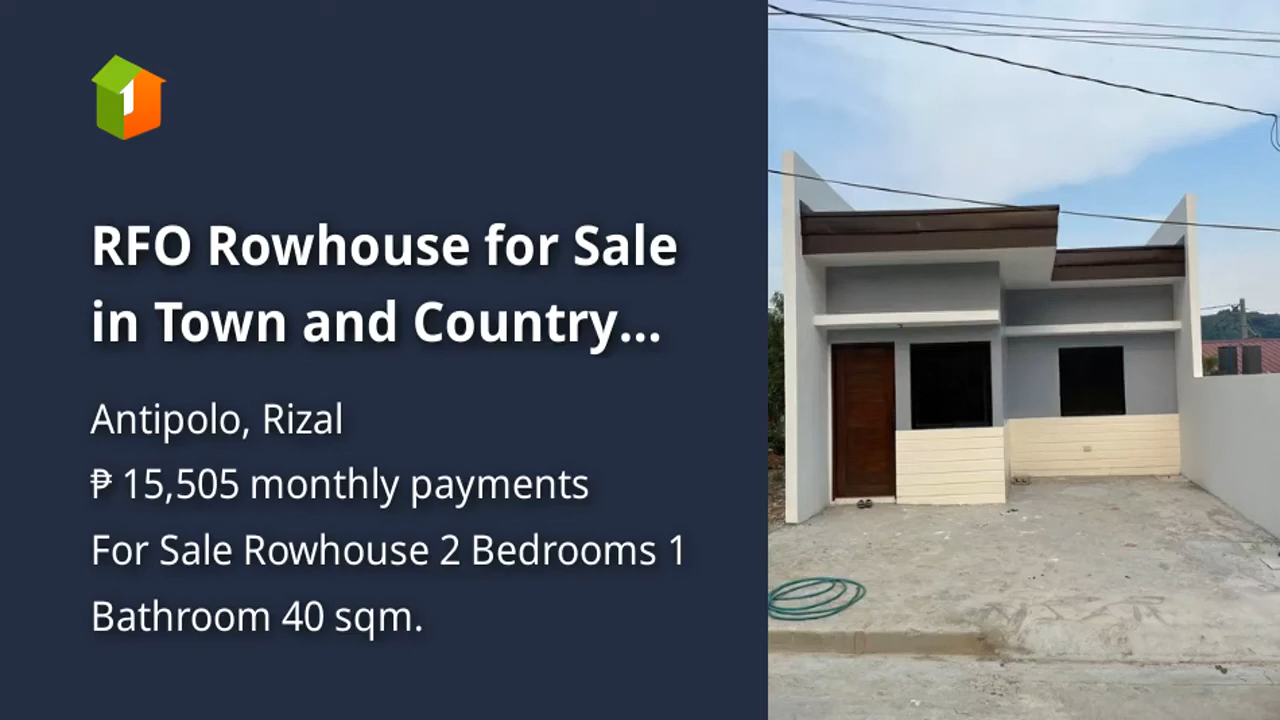 RFO Rowhouse for Sale
in Town and Country...
Antipolo, Rizal
₱ 15,505 monthly payments
For Sale Rowhouse 2 Bedrooms 1
Bathroom 40 sqm.